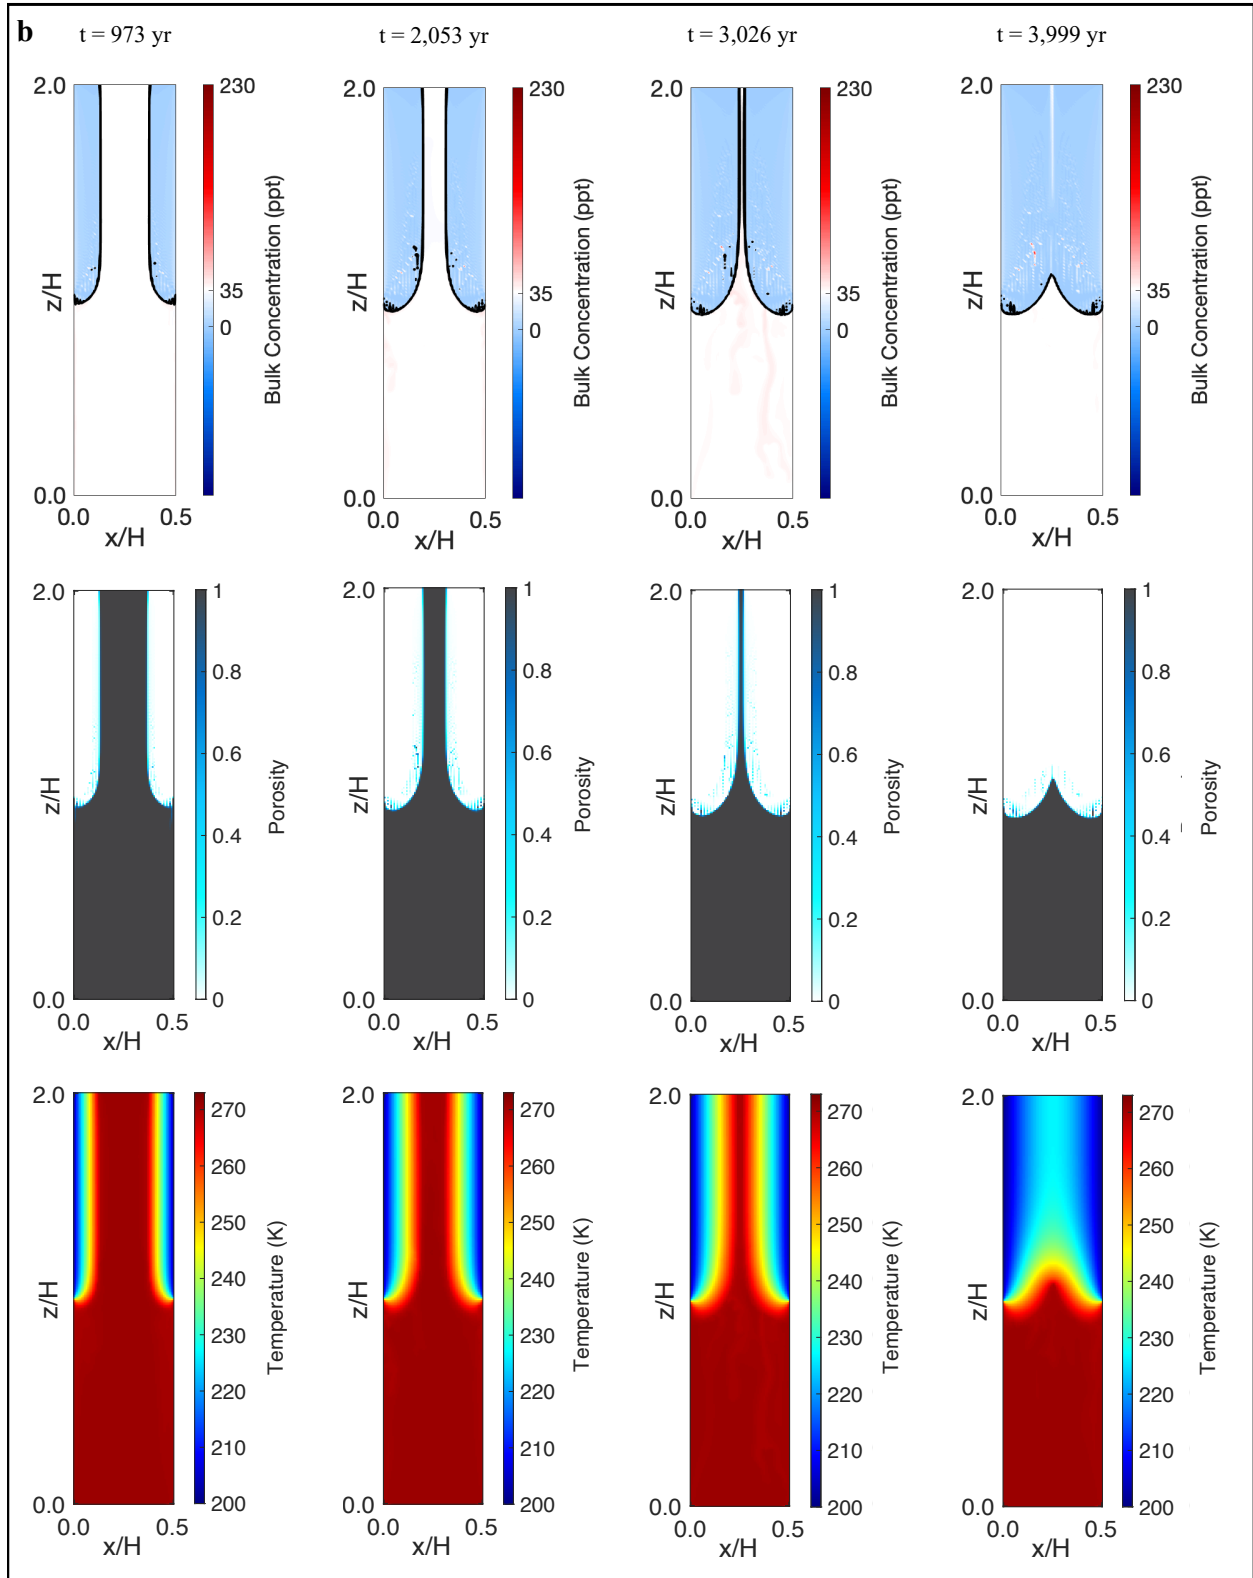 b
t = 973 yr
t = 2,053 yr
t = 3,026 yr
t = 3,999 yr
2.0
z/H
0.0
0.0
0.5
x/H
230
35
0
Bulk Concentration (ppt)
2.0
z/H
0.0
0.0
0.5
x/H
230
35
0
Bulk Concentration (ppt)
2.0
z/H
0.0
0.0
0.5
x/H
230
35
0
Bulk Concentration (ppt)
2.0
z/H
0.0
0.0
0.5
x/H
230
35
0
Bulk Concentration (ppt)
2.0
z/H
0.0
0.0
0.5
x/H
1
0.8
0.6
0.4
0.2
0
Porosity
2.0
z/H
0.0
0.0
0.5
x/H
1
0.8
0.6
0.4
0.2
0
Porosity
2.0
z/H
0.0
0.0
0.5
x/H
1
0.8
0.6
0.4
0.2
0
Porosity
2.0
z/H
0.0
0.0
0.5
x/H
1
0.8
0.6
0.4
0.2
0
Porosity
2.0
z/H
0.0
0.0
0.5
x/H
270
260
250
240
230
220
210
200
Temperature (K)
2.0
z/H
0.0
0.0
0.5
x/H
270
260
250
240
230
220
210
200
Temperature (K)
2.0
z/H
0.0
0.0
0.5
x/H
270
260
250
240
230
220
210
200
Temperature (K)
2.0
z/H
0.0
0.0
0.5
x/H
270
260
250
240
230
220
210
200
Temperature (K)